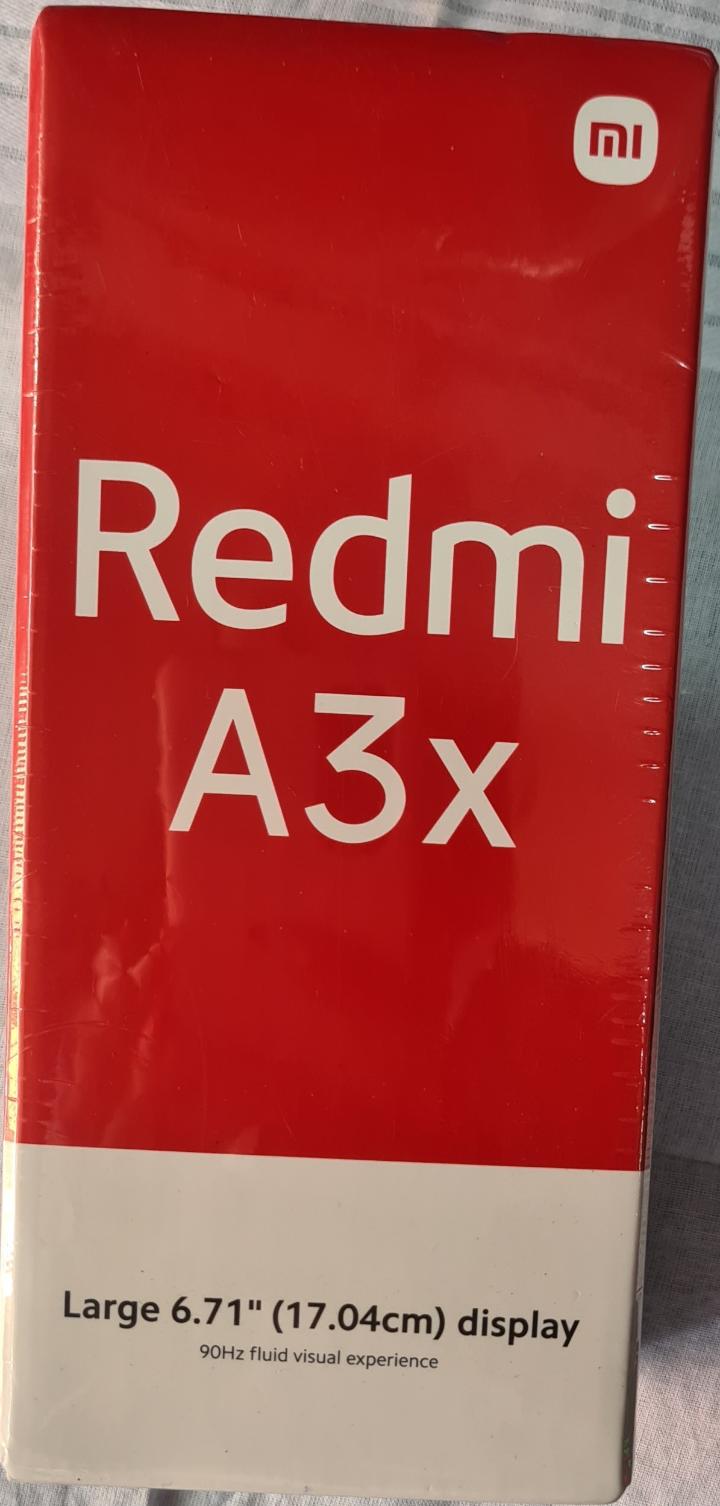 mi
Redmi
A3x
Large 6.71" (17.04cm) display
90Hz fluid visual experience